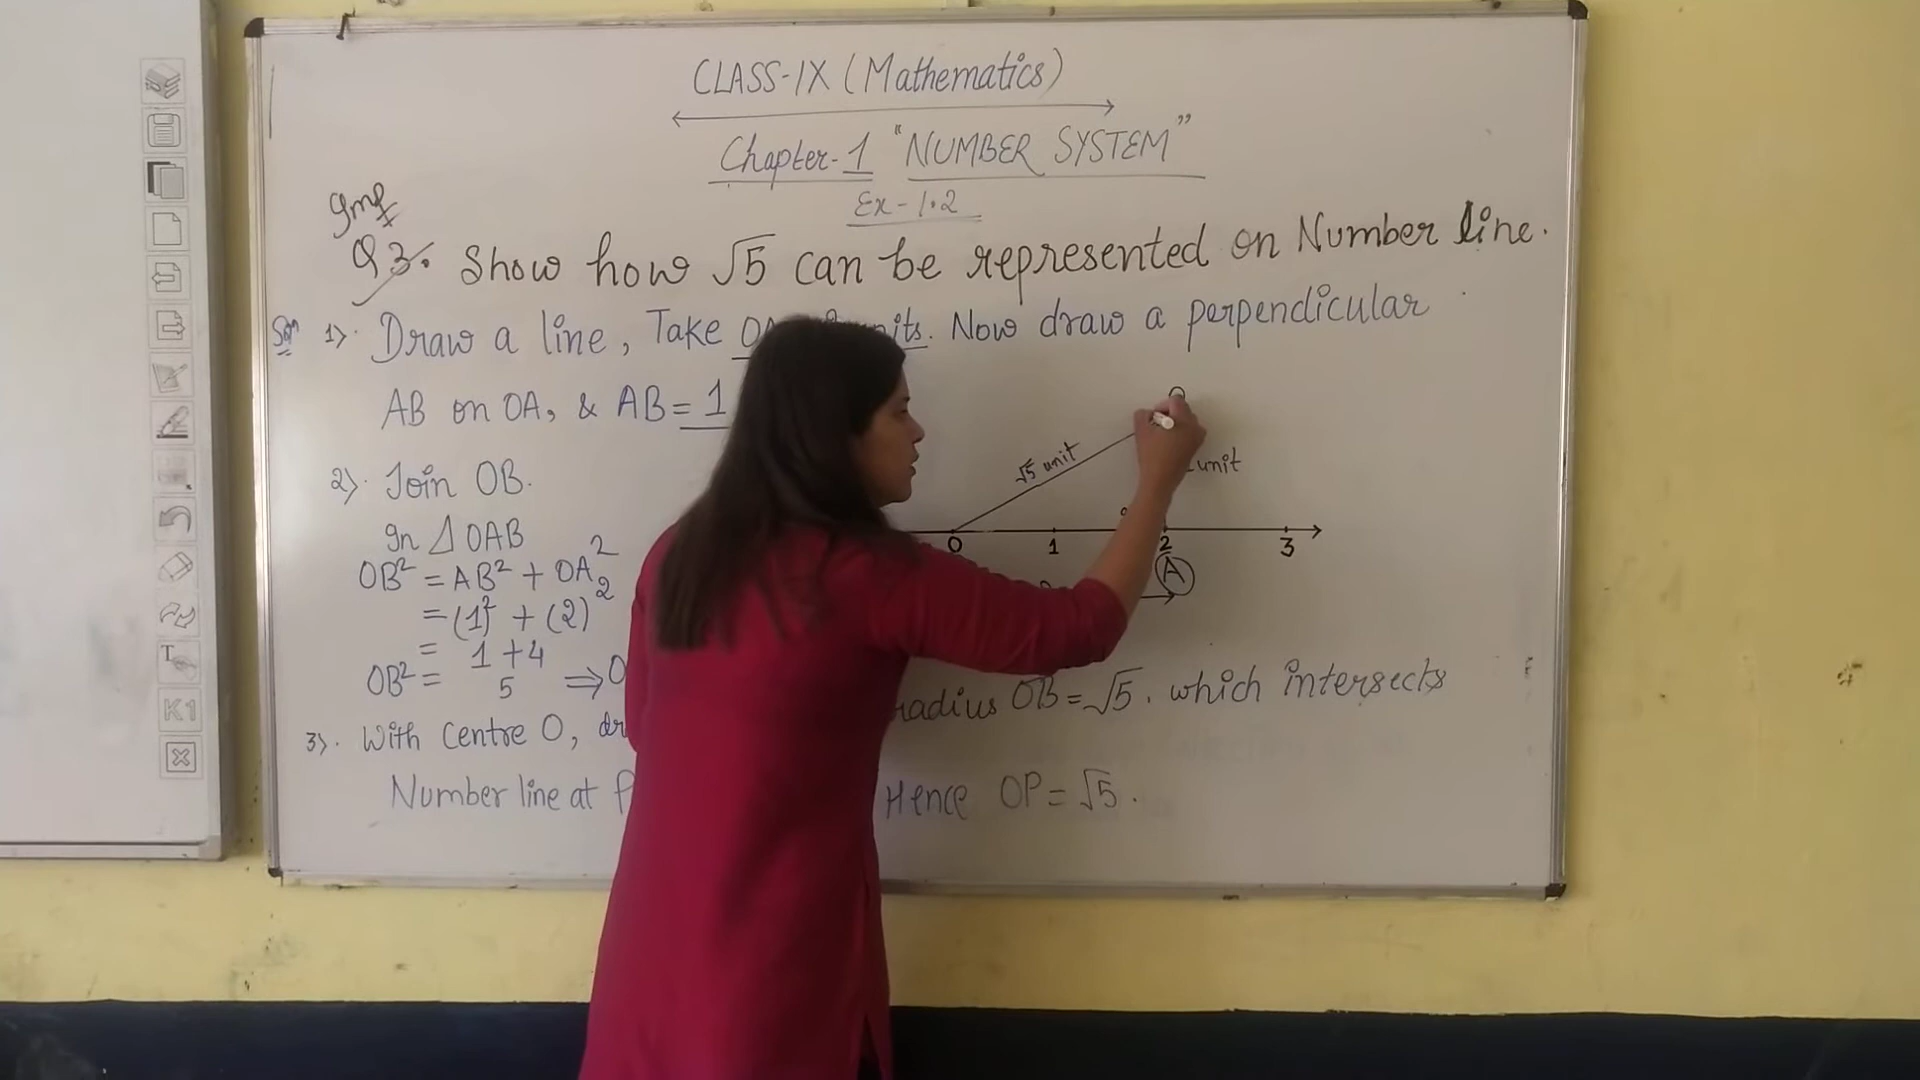 CLASS-IX (Mathematics)
Chapter-1 "NUMBER SYSTEM"
Ex-1.2
Imp
Q3. Show how √5 can be represented on Number line.
Soln 1). Draw a line, Take . Now draw a perpendicular
AB on OA, & AB = 1
√5 unit
unit
2). Join OB.
In △OAB
0 1 2 3
A
OB² = AB² + OA²
= (1)² + (2)²
= 1 + 4
OB² = 5 ⇒
3). With Centre O, radius OB = √5. which intersects
Number line at P Hence OP = √5.
T
K1